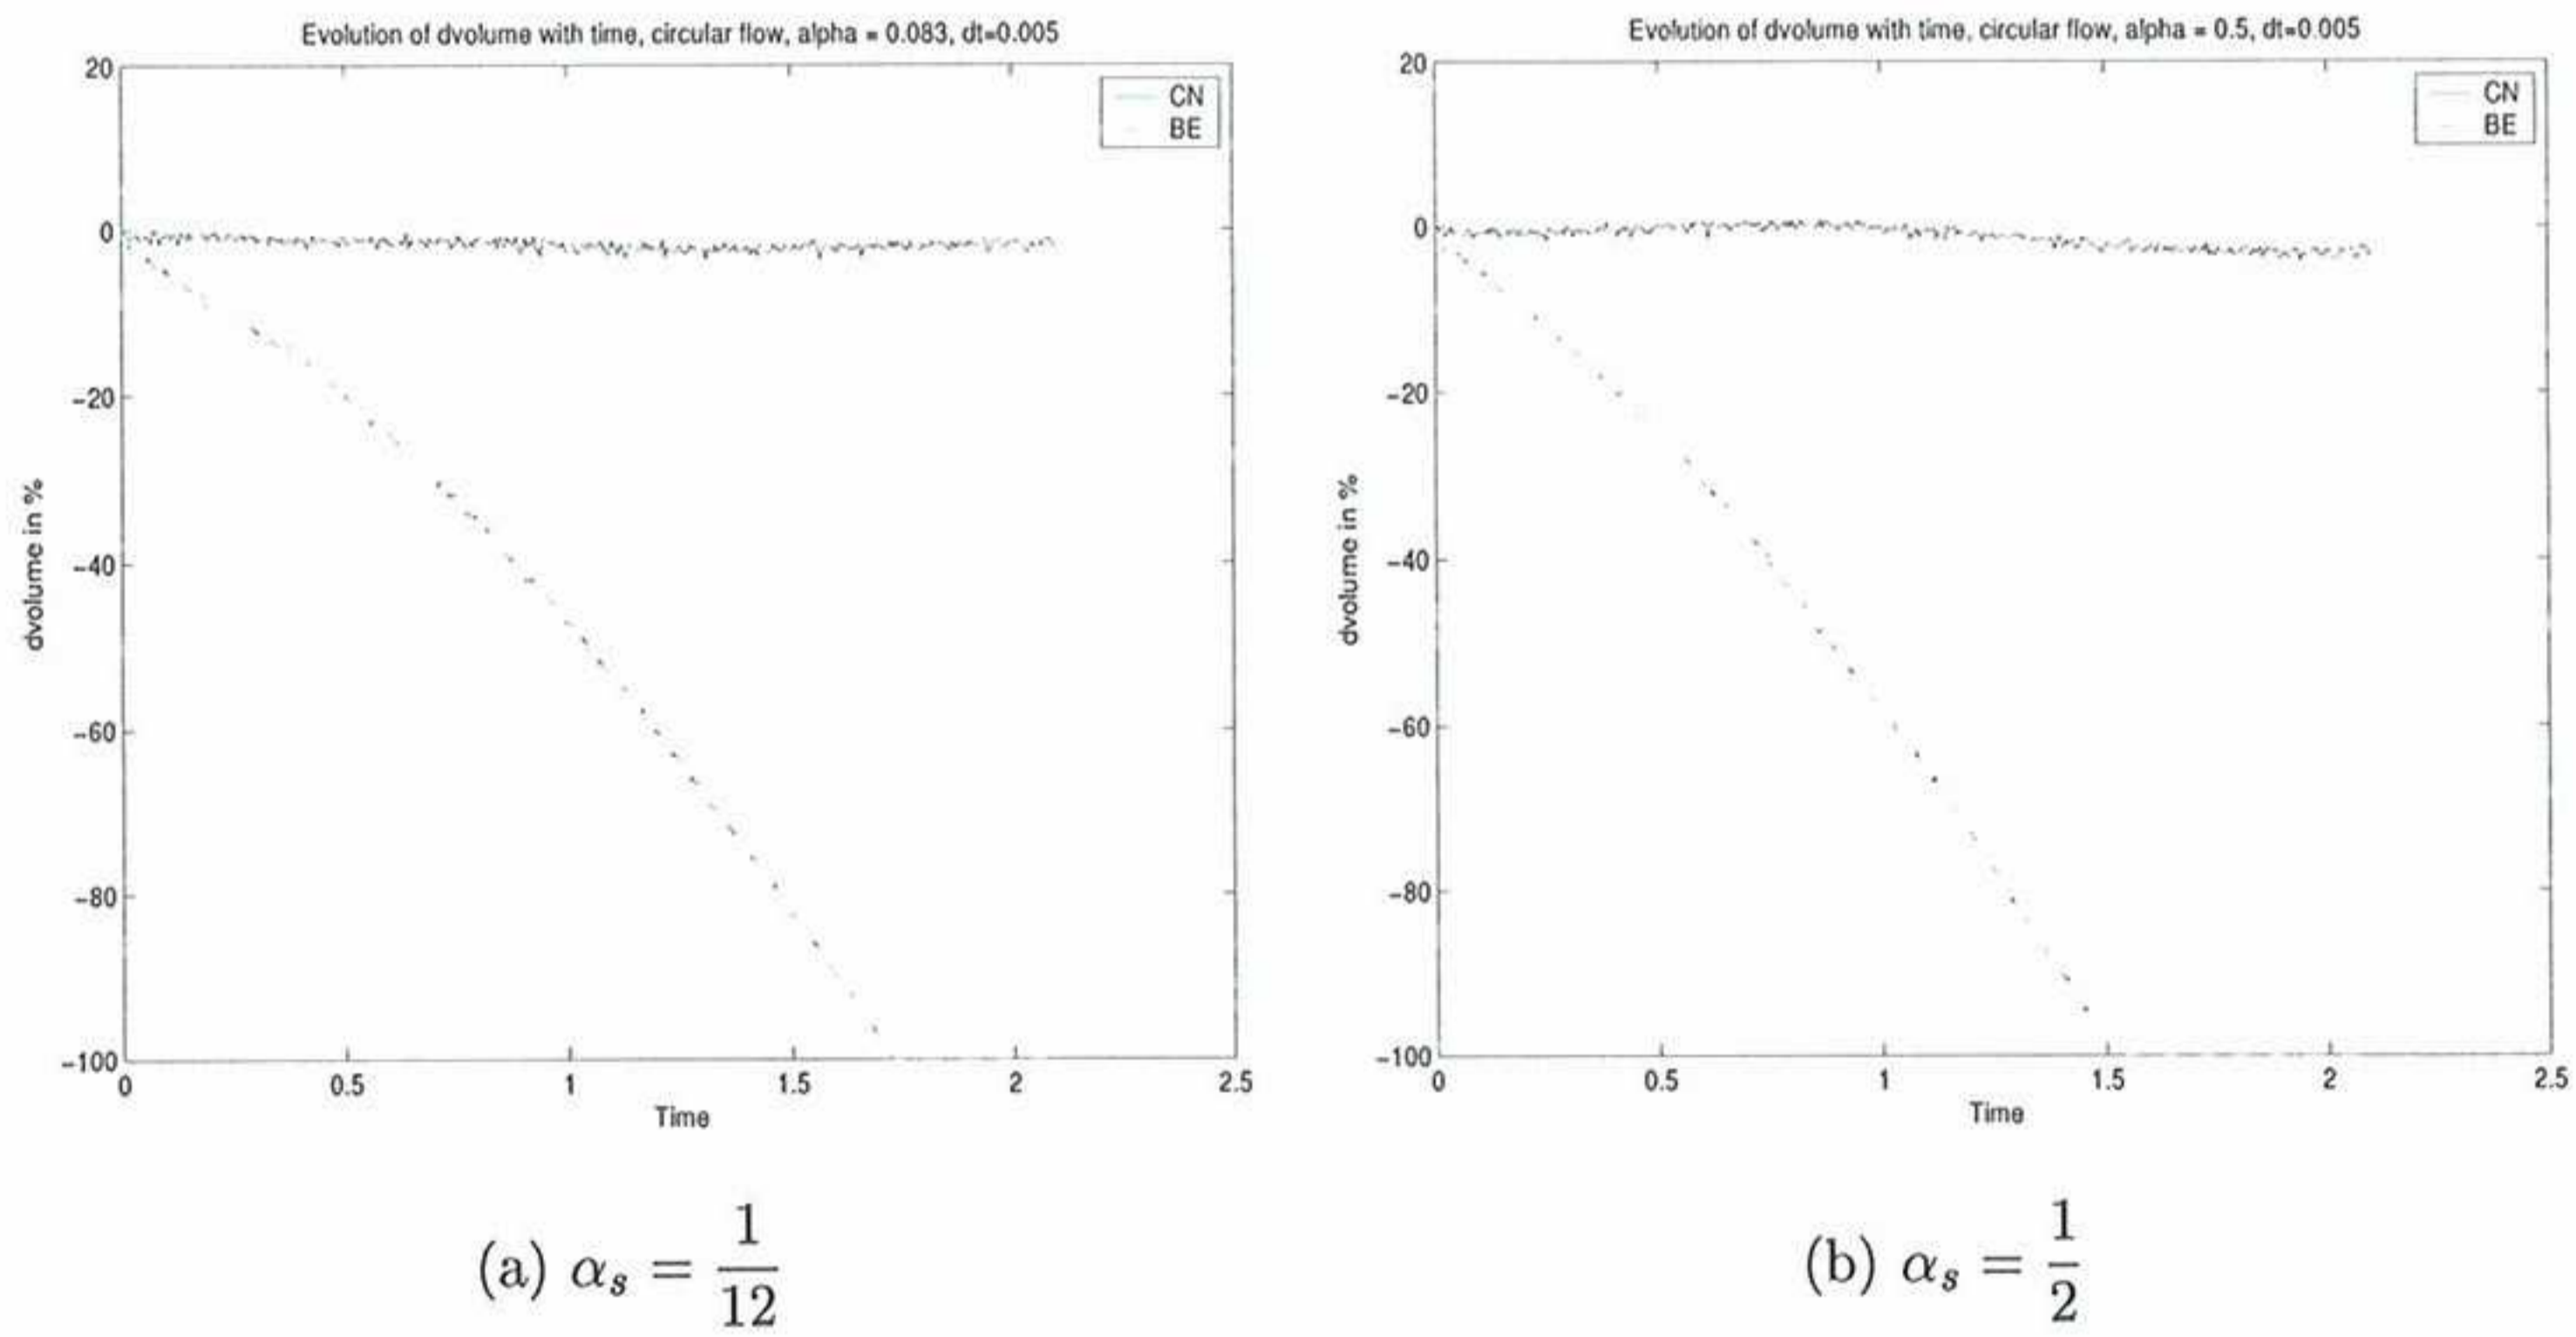 Evolution of dvolume with time, circular flow, alpha = 0.083, dt=0.005
CN
BE
20
0
-20
-40
-60
-80
-100
dvolume in %
0 0.5 1 1.5 2 2.5
Time
(a) αs = 1/12
Evolution of dvolume with time, circular flow, alpha = 0.5, dt=0.005
CN
BE
20
0
-20
-40
-60
-80
-100
dvolume in %
0 0.5 1 1.5 2 2.5
Time
(b) αs = 1/2